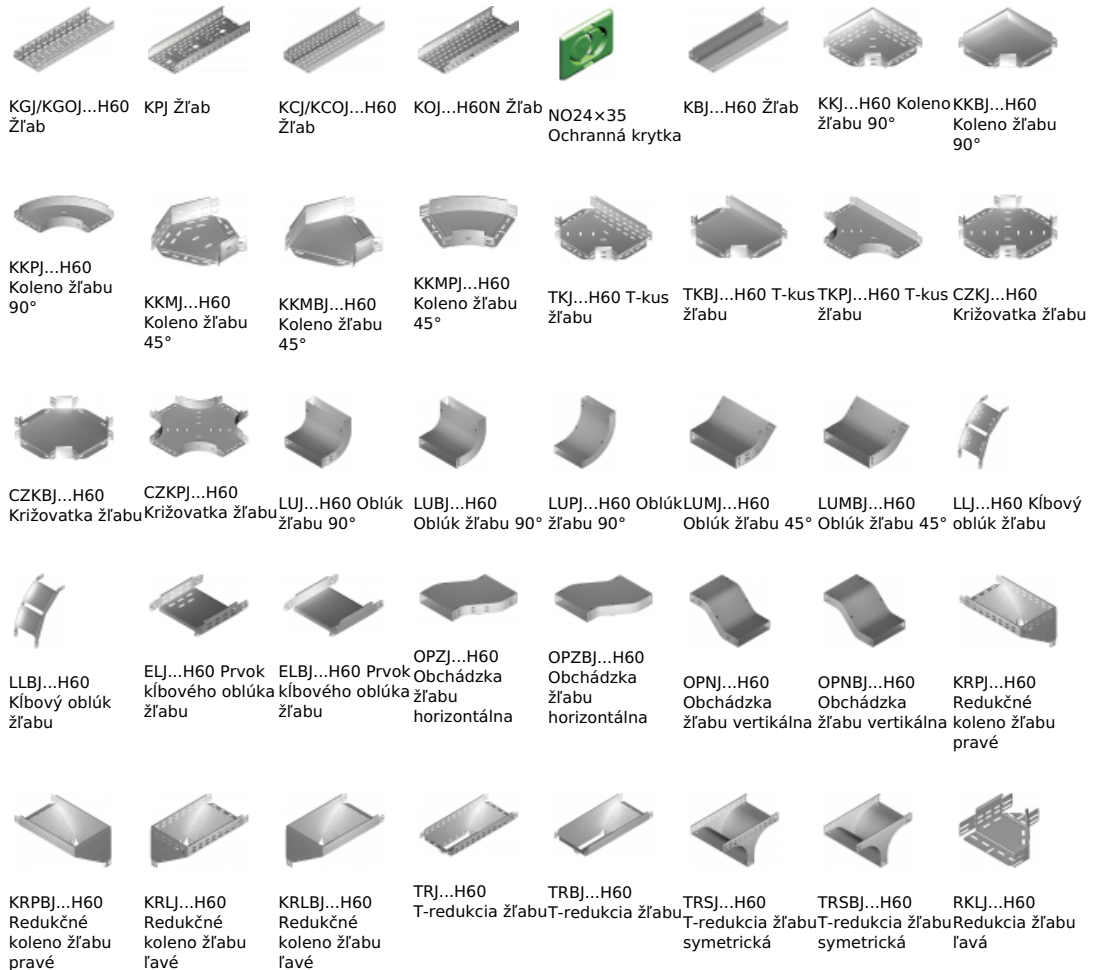 KGJ/KGOJ...H60
Žľab
KPJ Žľab
KCJ/KCOJ...H60
Žľab
KOJ...H60N Žľab
NO24×35
Ochranná krytka
KBJ...H60 Žľab
KKJ...H60 Koleno
žľabu 90°
KKBJ...H60
Koleno žľabu
90°
KKPJ...H60
Koleno žľabu
90°
KKMJ...H60
Koleno žľabu
45°
KKMBJ...H60
Koleno žľabu
45°
KKMPJ...H60
Koleno žľabu
45°
TKJ...H60 T-kus
žľabu
TKBJ...H60 T-kus
žľabu
TKPJ...H60 T-kus
žľabu
CZKJ...H60
Križovatka žľabu
CZKBJ...H60
Križovatka žľabu
CZKPJ...H60
Križovatka žľabu
LUJ...H60 Oblúk
žľabu 90°
LUBJ...H60
Oblúk žľabu 90°
LUPJ...H60 Oblúk
žľabu 90°
LUMJ...H60
Oblúk žľabu 45°
LUMBJ...H60
Oblúk žľabu 45°
LLJ...H60 Kĺbový
oblúk žľabu
LLBJ...H60
Kĺbový oblúk
žľabu
ELJ...H60 Prvok
kĺbového oblúka
žľabu
ELBJ...H60 Prvok
kĺbového oblúka
žľabu
OPZJ...H60
Obchádzka
žľabu
horizontálna
OPZBJ...H60
Obchádzka
žľabu
horizontálna
OPNJ...H60
Obchádzka
žľabu vertikálna
OPNBJ...H60
Obchádzka
žľabu vertikálna
KRPJ...H60
Redukčné
koleno žľabu
pravé
KRPBJ...H60
Redukčné
koleno žľabu
pravé
KRLJ...H60
Redukčné
koleno žľabu
ľavé
KRLBJ...H60
Redukčné
koleno žľabu
ľavé
TRJ...H60
T-redukcia žľabu
TRBJ...H60
T-redukcia žľabu
TRSJ...H60
T-redukcia žľabu
symetrická
TRSBJ...H60
T-redukcia žľabu
symetrická
RKLJ...H60
Redukcia žľabu
ľavá